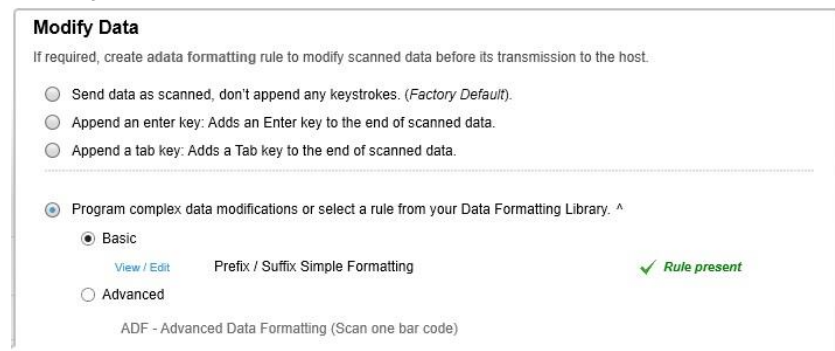 Modify Data
If required, create adata formatting rule to modify scanned data before its transmission to the host.
Send data as scanned, don't append any keystrokes. (Factory Default).
Append an enter key: Adds an Enter key to the end of scanned data.
Append a tab key: Adds a Tab key to the end of scanned data.
Program complex data modifications or select a rule from your Data Formatting Library. ^
Basic
View / Edit Prefix / Suffix Simple Formatting ✓ Rule present
Advanced
ADF - Advanced Data Formatting (Scan one bar code)